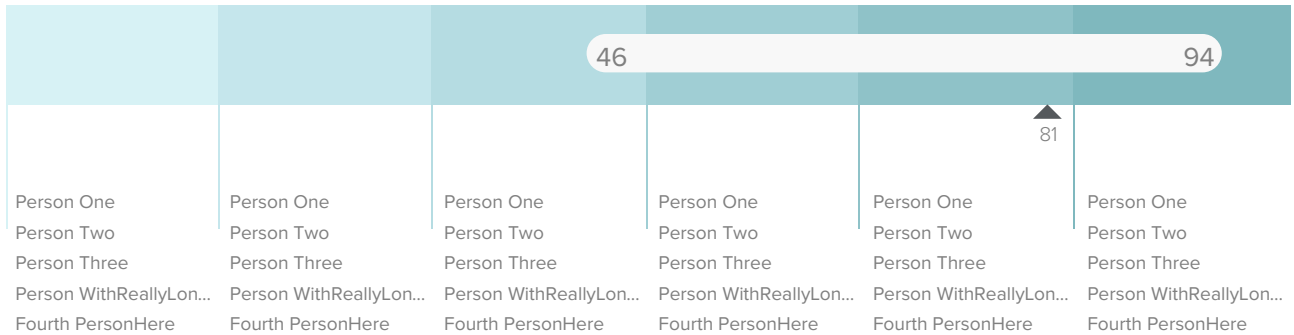 46 94
81
Person One Person One Person One Person One Person One Person One
Person Two Person Two Person Two Person Two Person Two Person Two
Person Three Person Three Person Three Person Three Person Three Person Three
Person WithReallyLon... Person WithReallyLon... Person WithReallyLon... Person WithReallyLon... Person WithReallyLon... Person WithReallyLon...
Fourth PersonHere Fourth PersonHere Fourth PersonHere Fourth PersonHere Fourth PersonHere Fourth PersonHere